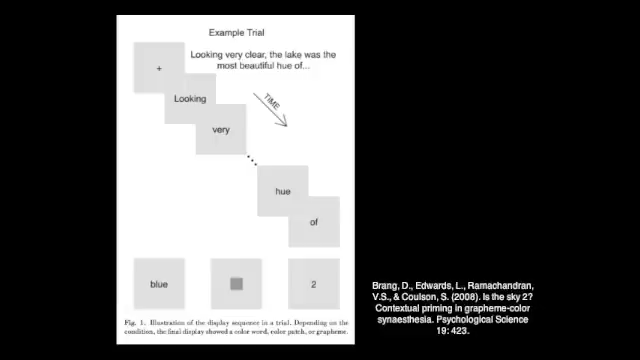 Example Trial
Looking very clear, the lake was the
most beautiful hue of...
+
Looking
TIME
very
hue
of
blue
2
Fig. 1. Illustration of the display sequence in a trial. Depending on the
condition, the final display showed a color word, color patch, or grapheme.
Brang, D., Edwards, L., Ramachandran,
V.S., & Coulson, S. (2008). Is the sky 2?
Contextual priming in grapheme-color
synaesthesia. Psychological Science
19: 423.